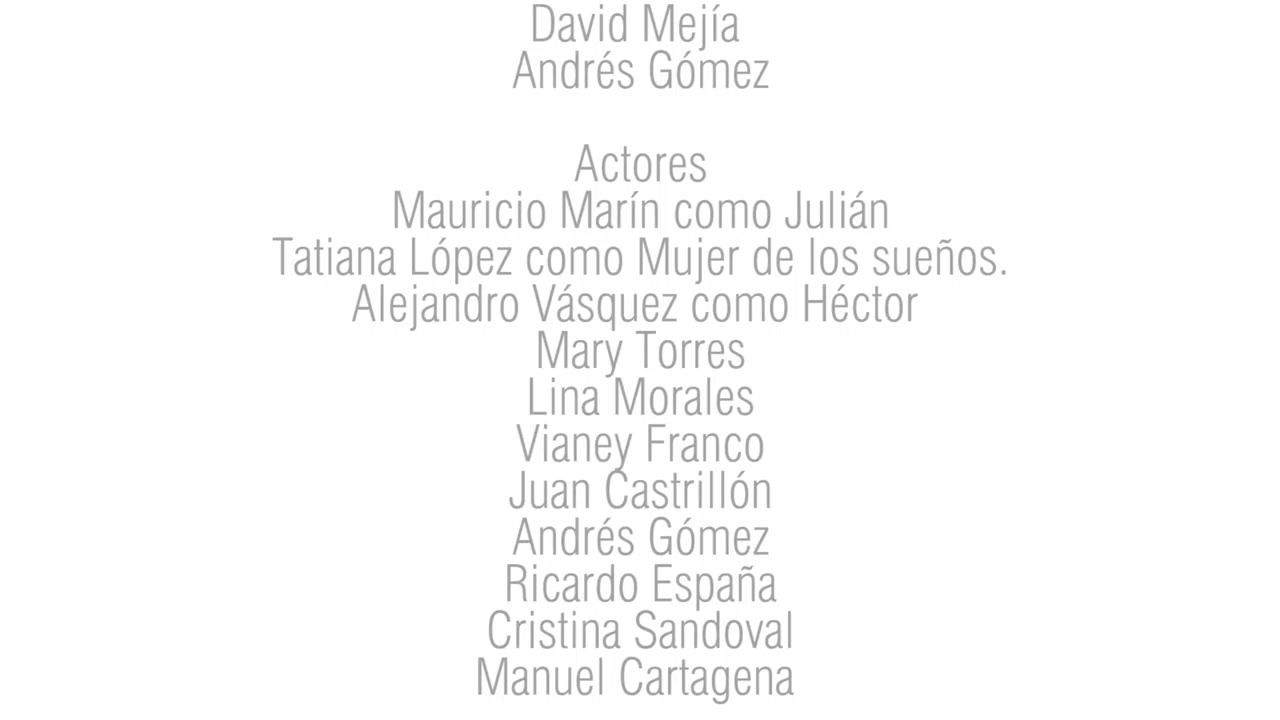 David Mejía
Andrés Gómez
Actores
Mauricio Marín como Julián
Tatiana López como Mujer de los sueños.
Alejandro Vásquez como Héctor
Mary Torres
Lina Morales
Vianey Franco
Juan Castrillón
Andrés Gómez
Ricardo España
Cristina Sandoval
Manuel Cartagena